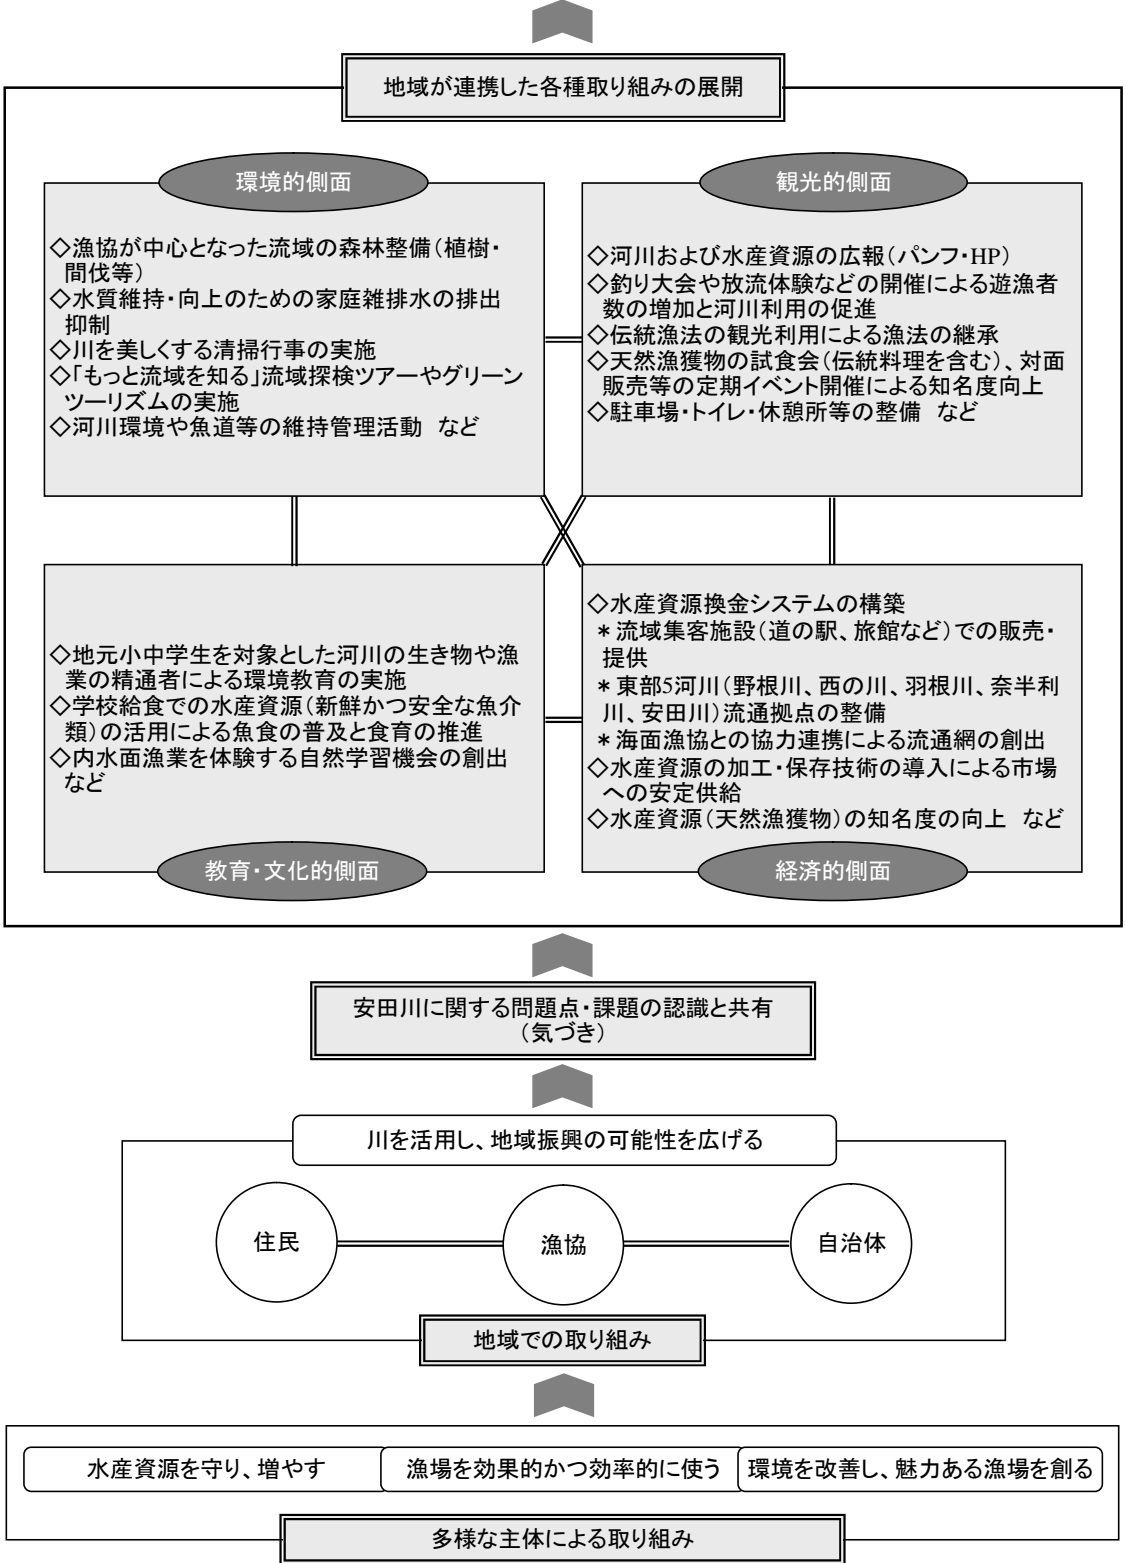 地域が連携した各種取り組みの展開
環境的側面
◇漁協が中心となった流域の森林整備(植樹・
間伐等)
◇水質維持・向上のための家庭雑排水の排出
抑制
◇川を美しくする清掃行事の実施
◇「もっと流域を知る」流域探検ツアーやグリーン
ツーリズムの実施
◇河川環境や魚道等の維持管理活動 など
観光的側面
◇河川および水産資源の広報(パンフ・HP)
◇釣り大会や放流体験などの開催による遊漁者
数の増加と河川利用の促進
◇伝統漁法の観光利用による漁法の継承
◇天然漁獲物の試食会(伝統料理を含む)、対面
販売等の定期イベント開催による知名度向上
◇駐車場・トイレ・休憩所等の整備 など
◇地元小中学生を対象とした河川の生き物や漁
業の精通者による環境教育の実施
◇学校給食での水産資源(新鮮かつ安全な魚介
類)の活用による魚食の普及と食育の推進
◇内水面漁業を体験する自然学習機会の創出
など
教育・文化的側面
◇水産資源換金システムの構築
＊流域集客施設(道の駅、旅館など)での販売・
提供
＊東部5河川(野根川、西の川、羽根川、奈半利
川、安田川)流通拠点の整備
＊海面漁協との協力連携による流通網の創出
◇水産資源の加工・保存技術の導入による市場
への安定供給
◇水産資源(天然漁獲物)の知名度の向上 など
経済的側面
安田川に関する問題点・課題の認識と共有
(気づき)
川を活用し、地域振興の可能性を広げる
住民
漁協
自治体
地域での取り組み
水産資源を守り、増やす
漁場を効果的かつ効率的に使う
環境を改善し、魅力ある漁場を創る
多様な主体による取り組み